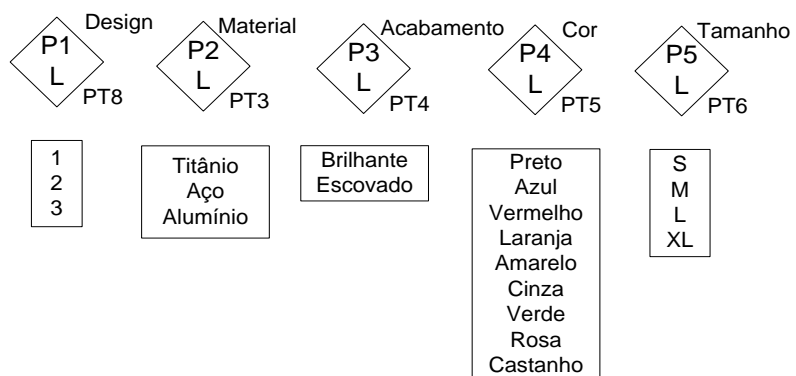 Design
P1
L
PT8
Material
P2
L
PT3
Acabamento
P3
L
PT4
Cor
P4
L
PT5
Tamanho
P5
L
PT6
1
2
3
Titânio
Aço
Alumínio
Brilhante
Escovado
Preto
Azul
Vermelho
Laranja
Amarelo
Cinza
Verde
Rosa
Castanho
S
M
L
XL